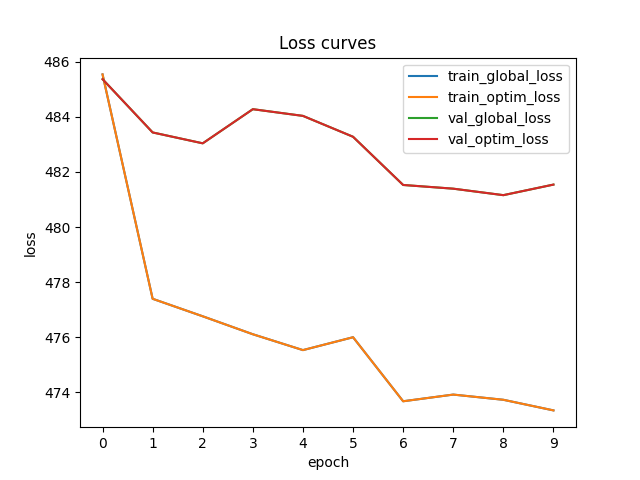 Loss curves
486
484
482
480
478
476
474
loss
train_global_loss
train_optim_loss
val_global_loss
val_optim_loss
0 1 2 3 4 5 6 7 8 9
epoch